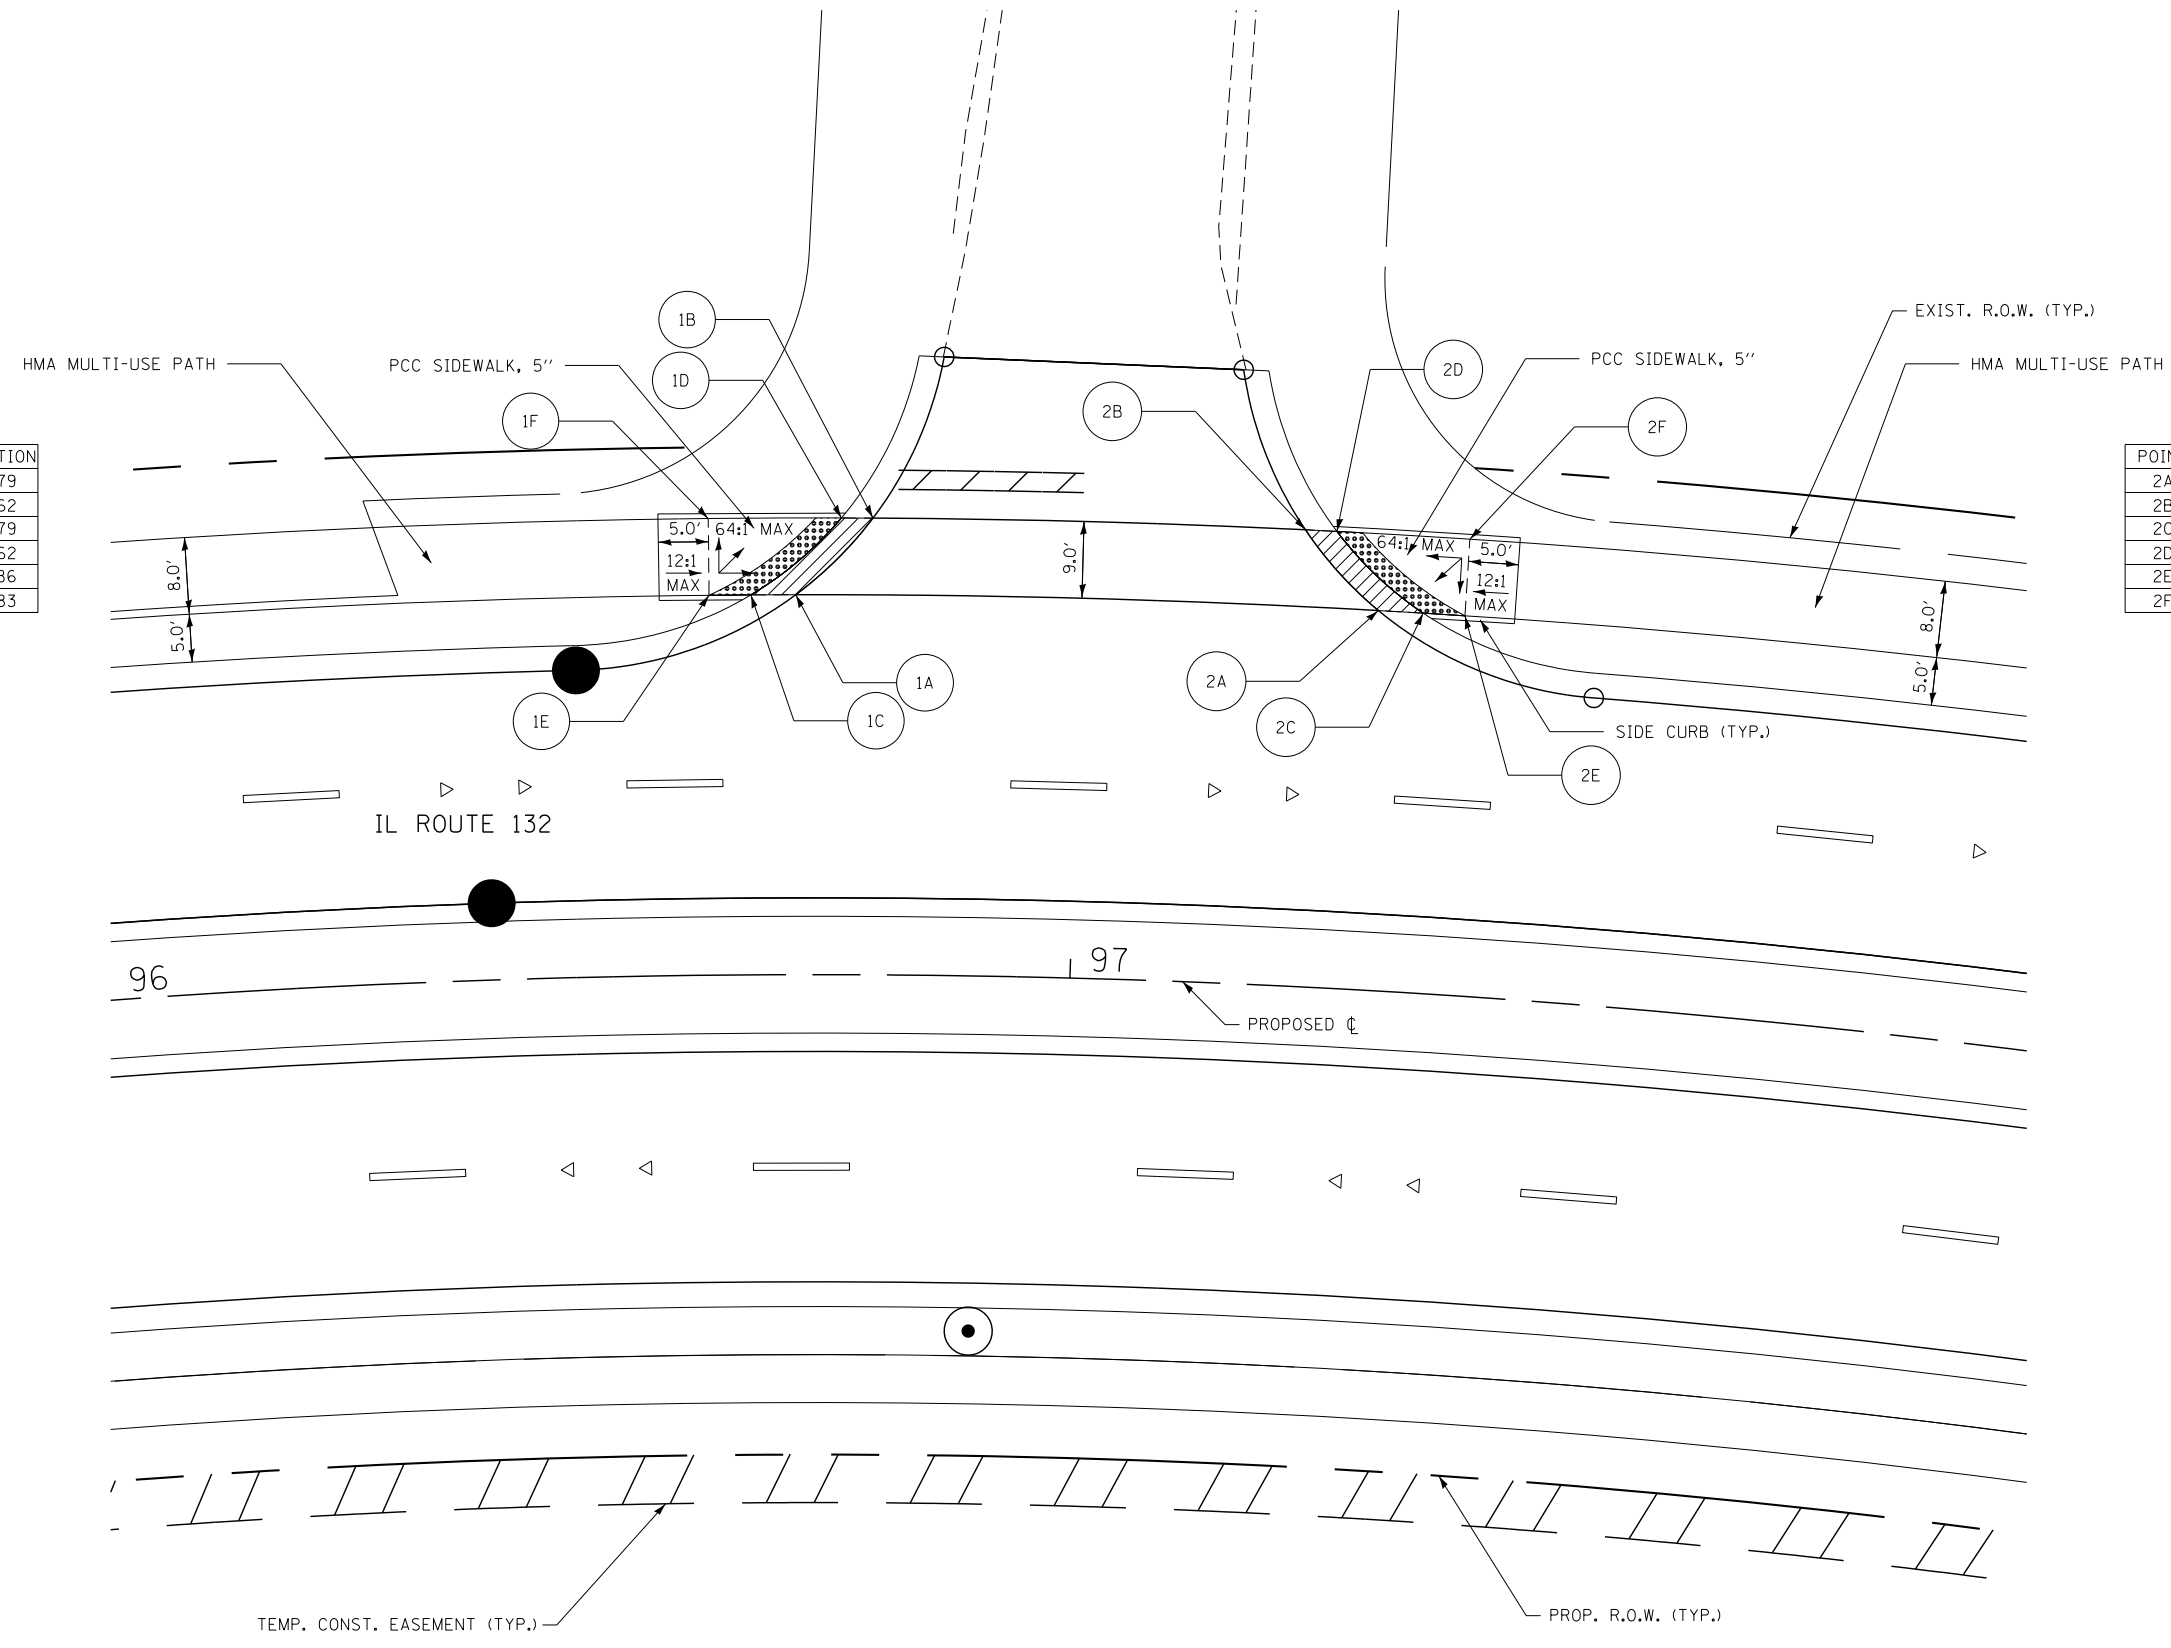 1B
EXIST. R.O.W. (TYP.)
HMA MULTI-USE PATH
PCC SIDEWALK, 5"
1D
2D
PCC SIDEWALK, 5"
HMA MULTI-USE PATH
1F
2B
2F
TION
79
62
79
62
36
33
POIN
2A
2B
2C
2D
2E
2F
5.0'
64:1 MAX
12:1
MAX
9.0'
64:1 MAX
5.0'
12:1
MAX
8.0'
5.0'
8.0'
5.0'
1E
1A
1C
2A
2C
SIDE CURB (TYP.)
2E
IL ROUTE 132
96
97
PROPOSED ℄
TEMP. CONST. EASEMENT (TYP.)
PROP. R.O.W. (TYP.)